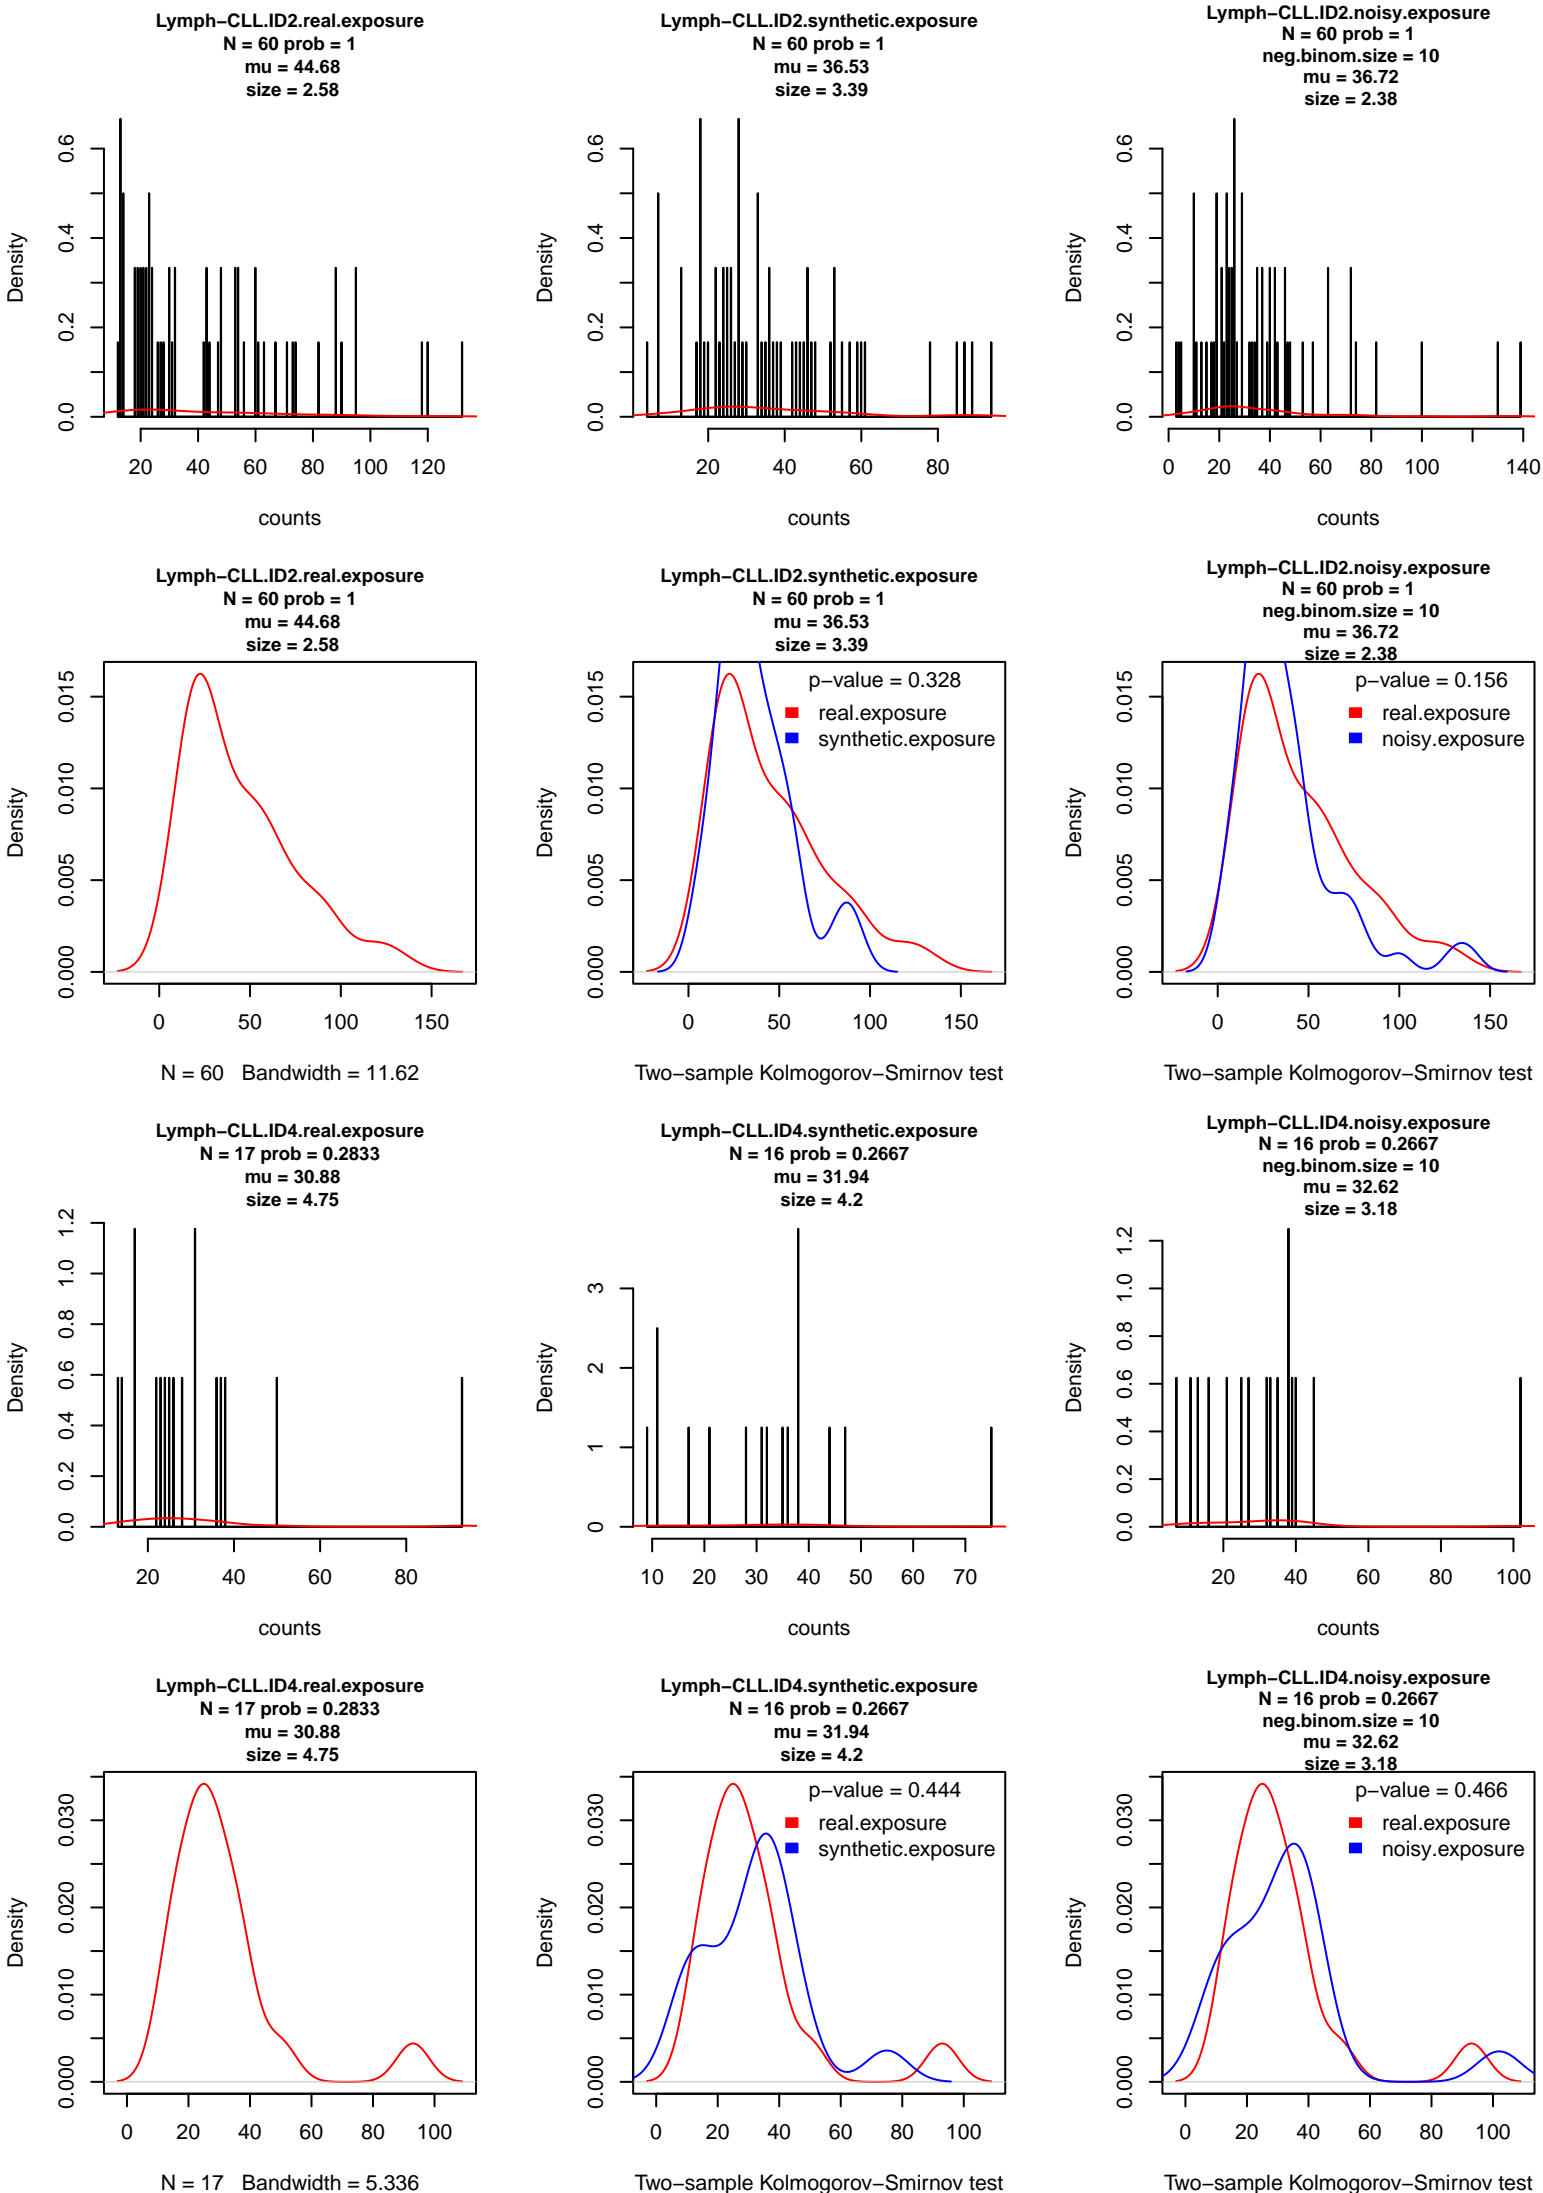 Lymph−CLL.ID2.real.exposure
N = 60 prob = 1
mu = 44.68
size = 2.58
Density
0.0 0.2 0.4 0.6
20 40 60 80 100 120
counts
Lymph−CLL.ID2.synthetic.exposure
N = 60 prob = 1
mu = 36.53
size = 3.39
Density
0.0 0.2 0.4 0.6
20 40 60 80
counts
Lymph−CLL.ID2.noisy.exposure
N = 60 prob = 1
neg.binom.size = 10
mu = 36.72
size = 2.38
Density
0.0 0.2 0.4 0.6
0 20 40 60 80 100 140
counts
Lymph−CLL.ID2.real.exposure
N = 60 prob = 1
mu = 44.68
size = 2.58
Density
0.000 0.005 0.010 0.015
0 50 100 150
N = 60 Bandwidth = 11.62
Lymph−CLL.ID2.synthetic.exposure
N = 60 prob = 1
mu = 36.53
size = 3.39
p−value = 0.328
real.exposure
synthetic.exposure
Density
0.000 0.005 0.010 0.015
0 50 100 150
Two−sample Kolmogorov−Smirnov test
Lymph−CLL.ID2.noisy.exposure
N = 60 prob = 1
neg.binom.size = 10
mu = 36.72
size = 2.38
p−value = 0.156
real.exposure
noisy.exposure
Density
0.000 0.005 0.010 0.015
0 50 100 150
Two−sample Kolmogorov−Smirnov test
Lymph−CLL.ID4.real.exposure
N = 17 prob = 0.2833
mu = 30.88
size = 4.75
Density
0.0 0.2 0.4 0.6 0.8 1.0 1.2
20 40 60 80
counts
Lymph−CLL.ID4.synthetic.exposure
N = 16 prob = 0.2667
mu = 31.94
size = 4.2
Density
0 1 2 3
10 20 30 40 50 60 70
counts
Lymph−CLL.ID4.noisy.exposure
N = 16 prob = 0.2667
neg.binom.size = 10
mu = 32.62
size = 3.18
Density
0.0 0.2 0.4 0.6 0.8 1.0 1.2
20 40 60 80 100
counts
Lymph−CLL.ID4.real.exposure
N = 17 prob = 0.2833
mu = 30.88
size = 4.75
Density
0.000 0.010 0.020 0.030
0 20 40 60 80 100
N = 17 Bandwidth = 5.336
Lymph−CLL.ID4.synthetic.exposure
N = 16 prob = 0.2667
mu = 31.94
size = 4.2
p−value = 0.444
real.exposure
synthetic.exposure
Density
0.000 0.010 0.020 0.030
0 20 40 60 80 100
Two−sample Kolmogorov−Smirnov test
Lymph−CLL.ID4.noisy.exposure
N = 16 prob = 0.2667
neg.binom.size = 10
mu = 32.62
size = 3.18
p−value = 0.466
real.exposure
noisy.exposure
Density
0.000 0.010 0.020 0.030
0 20 40 60 80 100
Two−sample Kolmogorov−Smirnov test